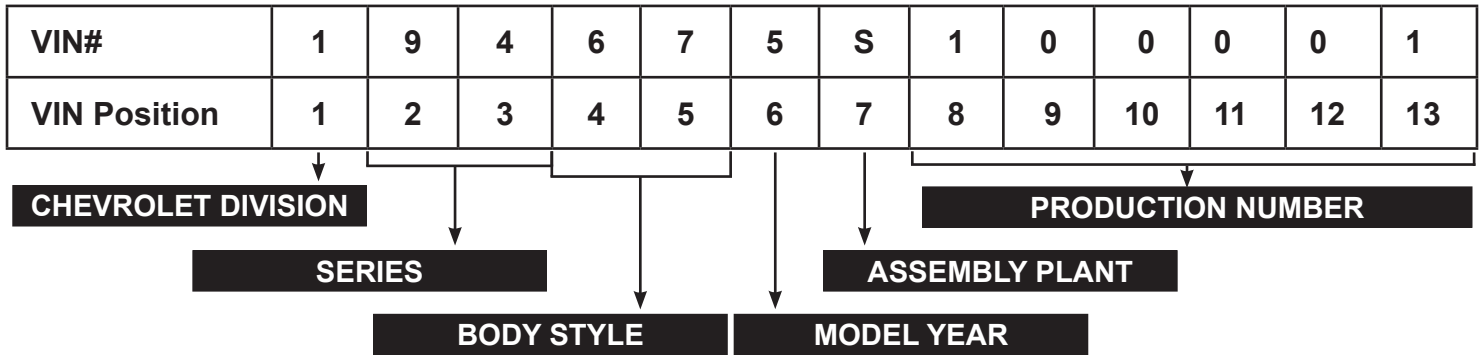 VIN# 1 9 4 6 7 5 S 1 0 0 0 0 1
VIN Position 1 2 3 4 5 6 7 8 9 10 11 12 13
CHEVROLET DIVISION PRODUCTION NUMBER
SERIES ASSEMBLY PLANT
BODY STYLE MODEL YEAR